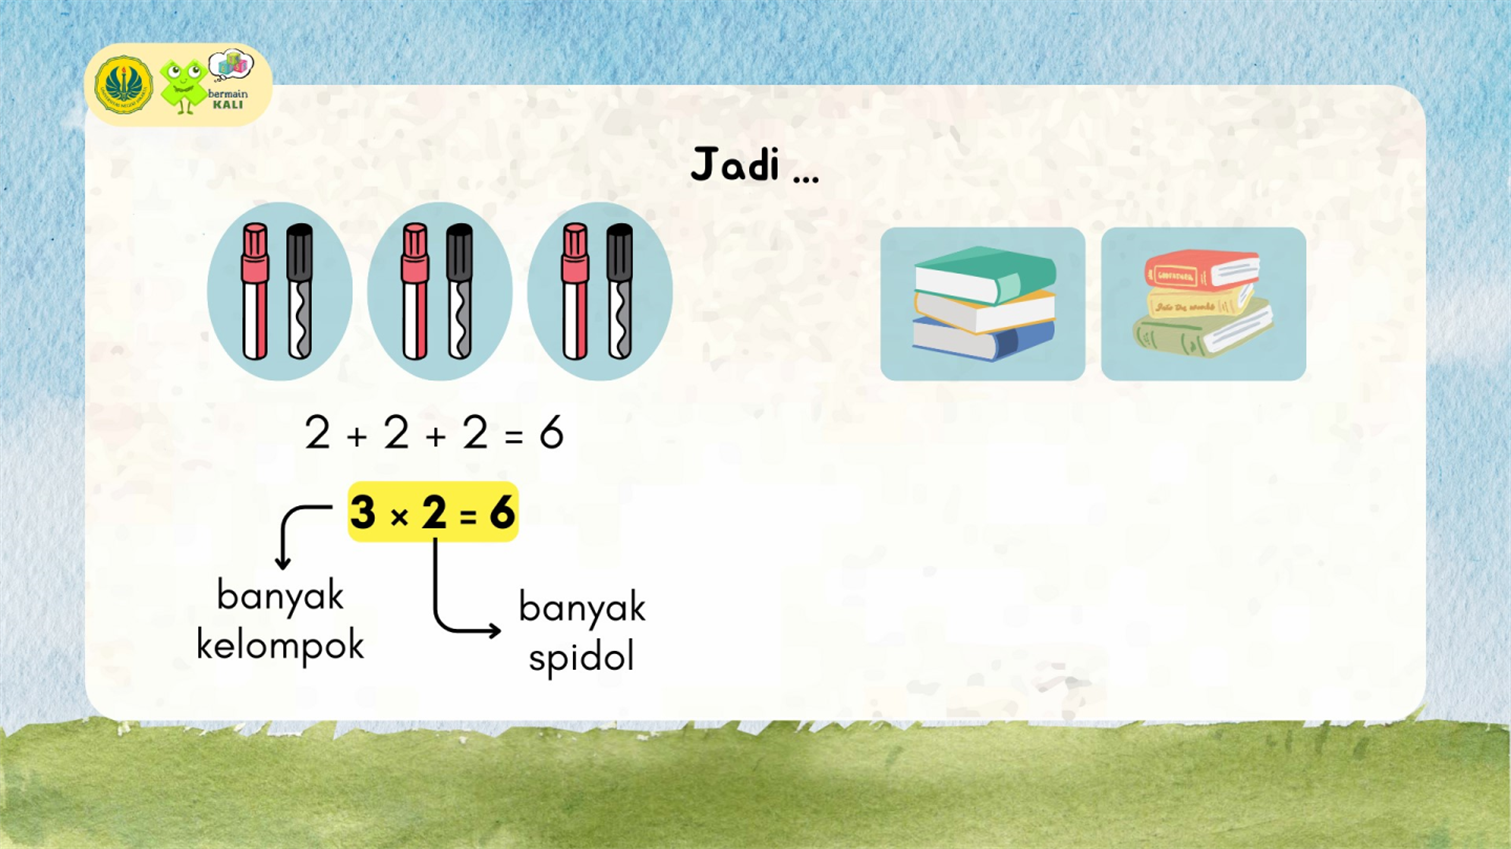 bermain
KALI
Jadi ...
2 + 2 + 2 = 6
3 × 2 = 6
banyak
kelompok
banyak
spidol